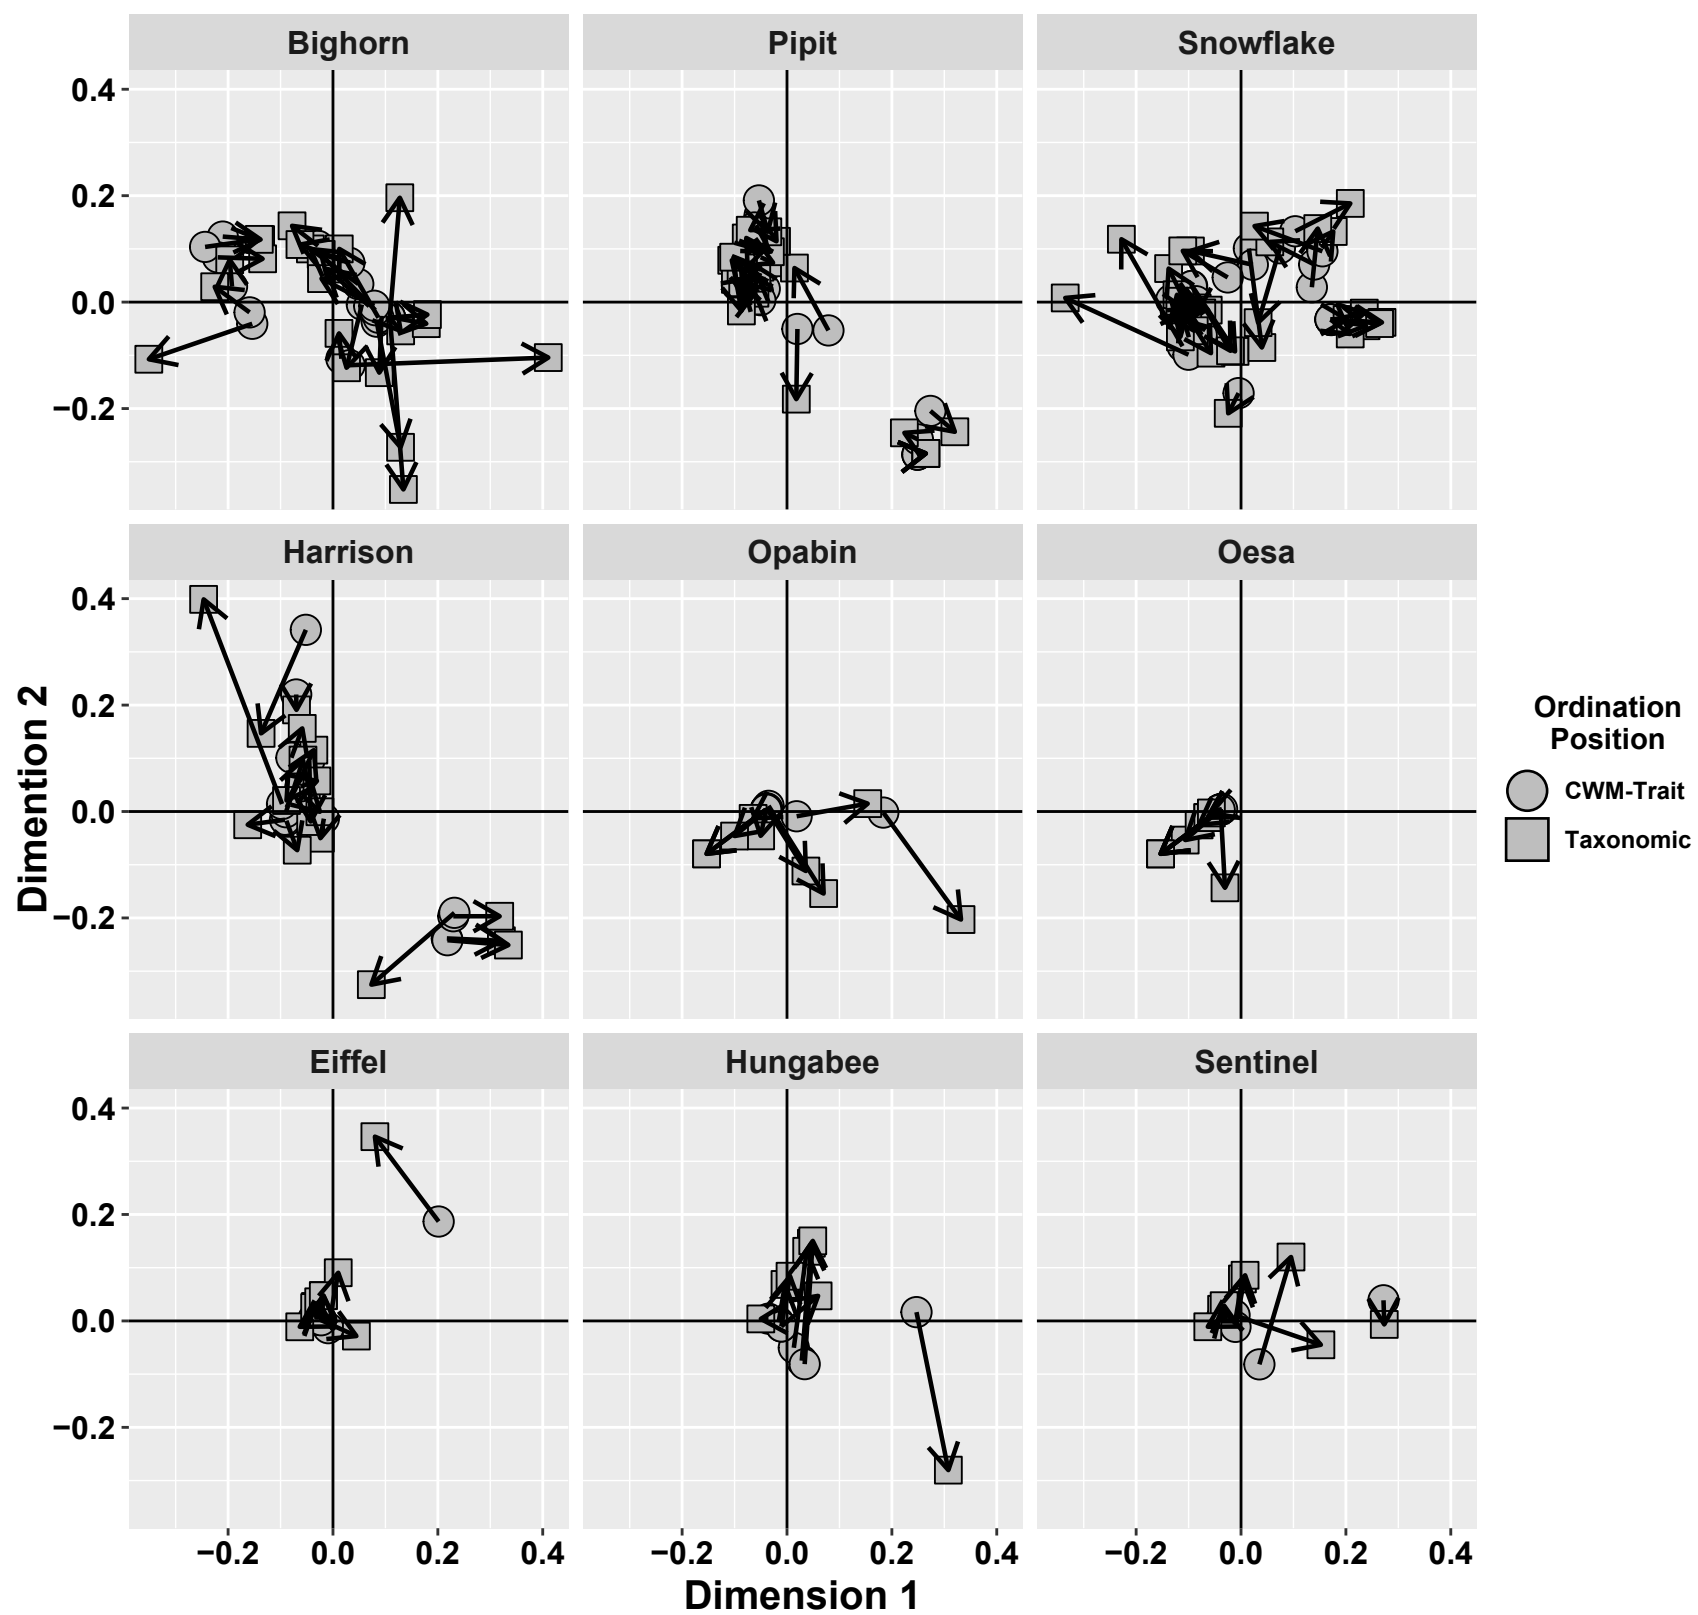 Bighorn Pipit Snowflake
0.4
0.2
0.0
−0.2
Harrison Opabin Oesa
0.4
0.2
0.0
−0.2
Eiffel Hungabee Sentinel
0.4
0.2
0.0
−0.2
−0.2 0.0 0.2 0.4 −0.2 0.0 0.2 0.4 −0.2 0.0 0.2 0.4
Dimension 1
Dimention 2
Ordination
Position
CWM-Trait
Taxonomic